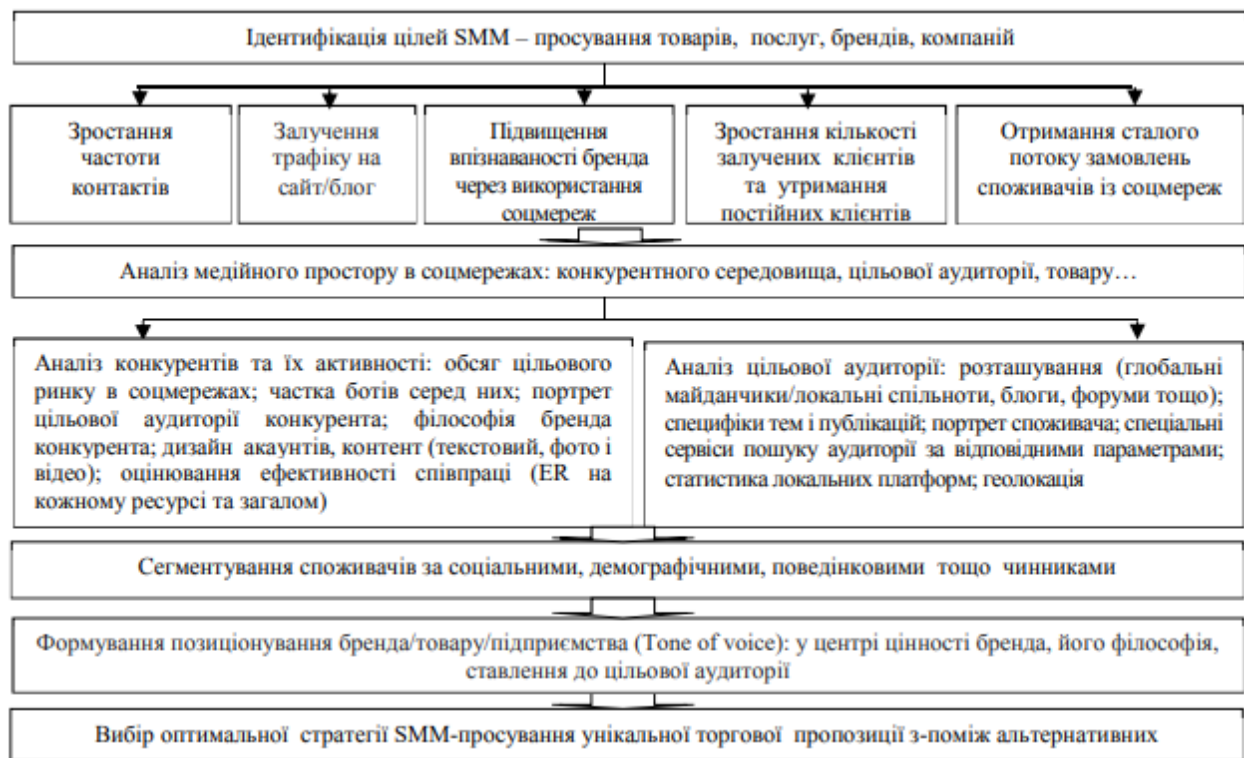 Ідентифікація цілей SMM – просування товарів, послуг, брендів, компаній
Зростання
частоти
контактів
Залучення
трафіку на
сайт/блог
Підвищення
впізнаваності бренда
через використання
соцмереж
Зростання кількості
залучених клієнтів
та утримання
постійних клієнтів
Отримання сталого
потоку замовлень
споживачів із соцмереж
Аналіз медійного простору в соцмережах: конкурентного середовища, цільової аудиторії, товару…
Аналіз конкурентів та їх активності: обсяг цільового
ринку в соцмережах; частка ботів серед них; портрет
цільової аудиторії конкурента; філософія бренда
конкурента; дизайн акаунтів, контент (текстовий, фото і
відео); оцінювання ефективності співпраці (ER на
кожному ресурсі та загалом)
Аналіз цільової аудиторії: розташування (глобальні
майданчики/локальні спільноти, блоги, форуми тощо);
специфіки тем і публікацій; портрет споживача; спеціальні
сервіси пошуку аудиторії за відповідними параметрами;
статистика локальних платформ; геолокація
Сегментування споживачів за соціальними, демографічними, поведінковими тощо чинниками
Формування позиціонування бренда/товару/підприємства (Tone of voice): у центрі цінності бренда, його філософія,
ставлення до цільової аудиторії
Вибір оптимальної стратегії SMM-просування унікальної торгової пропозиції з-поміж альтернативних